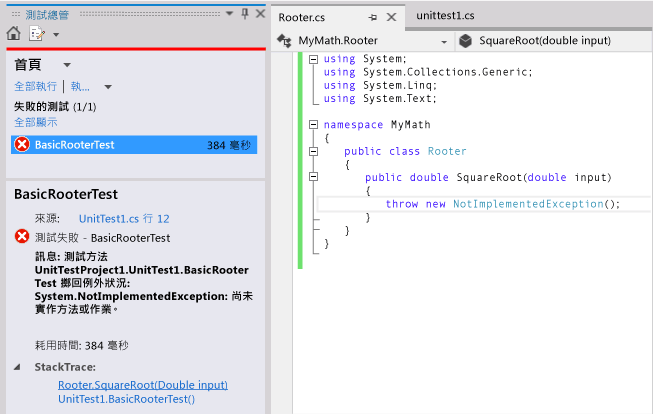 測試總管
首頁
全部執行 | 執...
失敗的測試 (1/1)
全部顯示
BasicRooterTest 384 毫秒
BasicRooterTest
來源: UnitTest1.cs 行 12
測試失敗 - BasicRooterTest
訊息: 測試方法
UnitTestProject1.UnitTest1.BasicRooter
Test 擲回例外狀況:
System.NotImplementedException: 尚未
實作方法或作業。
耗用時間: 384 毫秒
StackTrace:
Rooter.SquareRoot(Double input)
UnitTest1.BasicRooterTest()
Rooter.cs unittest1.cs
MyMath.Rooter SquareRoot(double input)
using System;
using System.Collections.Generic;
using System.Linq;
using System.Text;
namespace MyMath
{
public class Rooter
{
public double SquareRoot(double input)
{
throw new NotImplementedException();
}
}
}